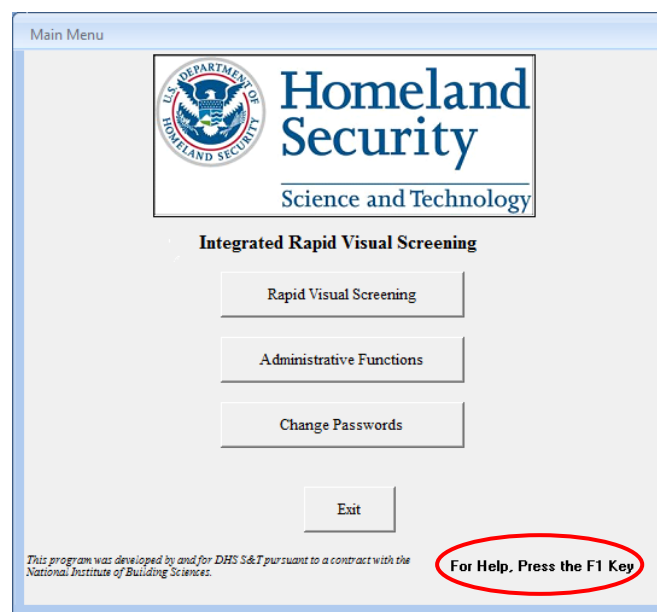 Main Menu
U.S. DEPARTMENT OF
HOMELAND SECURITY
Homeland
Security
Science and Technology
Integrated Rapid Visual Screening
Rapid Visual Screening
Administrative Functions
Change Passwords
Exit
This program was developed by and for DHS S&T pursuant to a contract with the
National Institute of Building Sciences.
For Help, Press the F1 Key